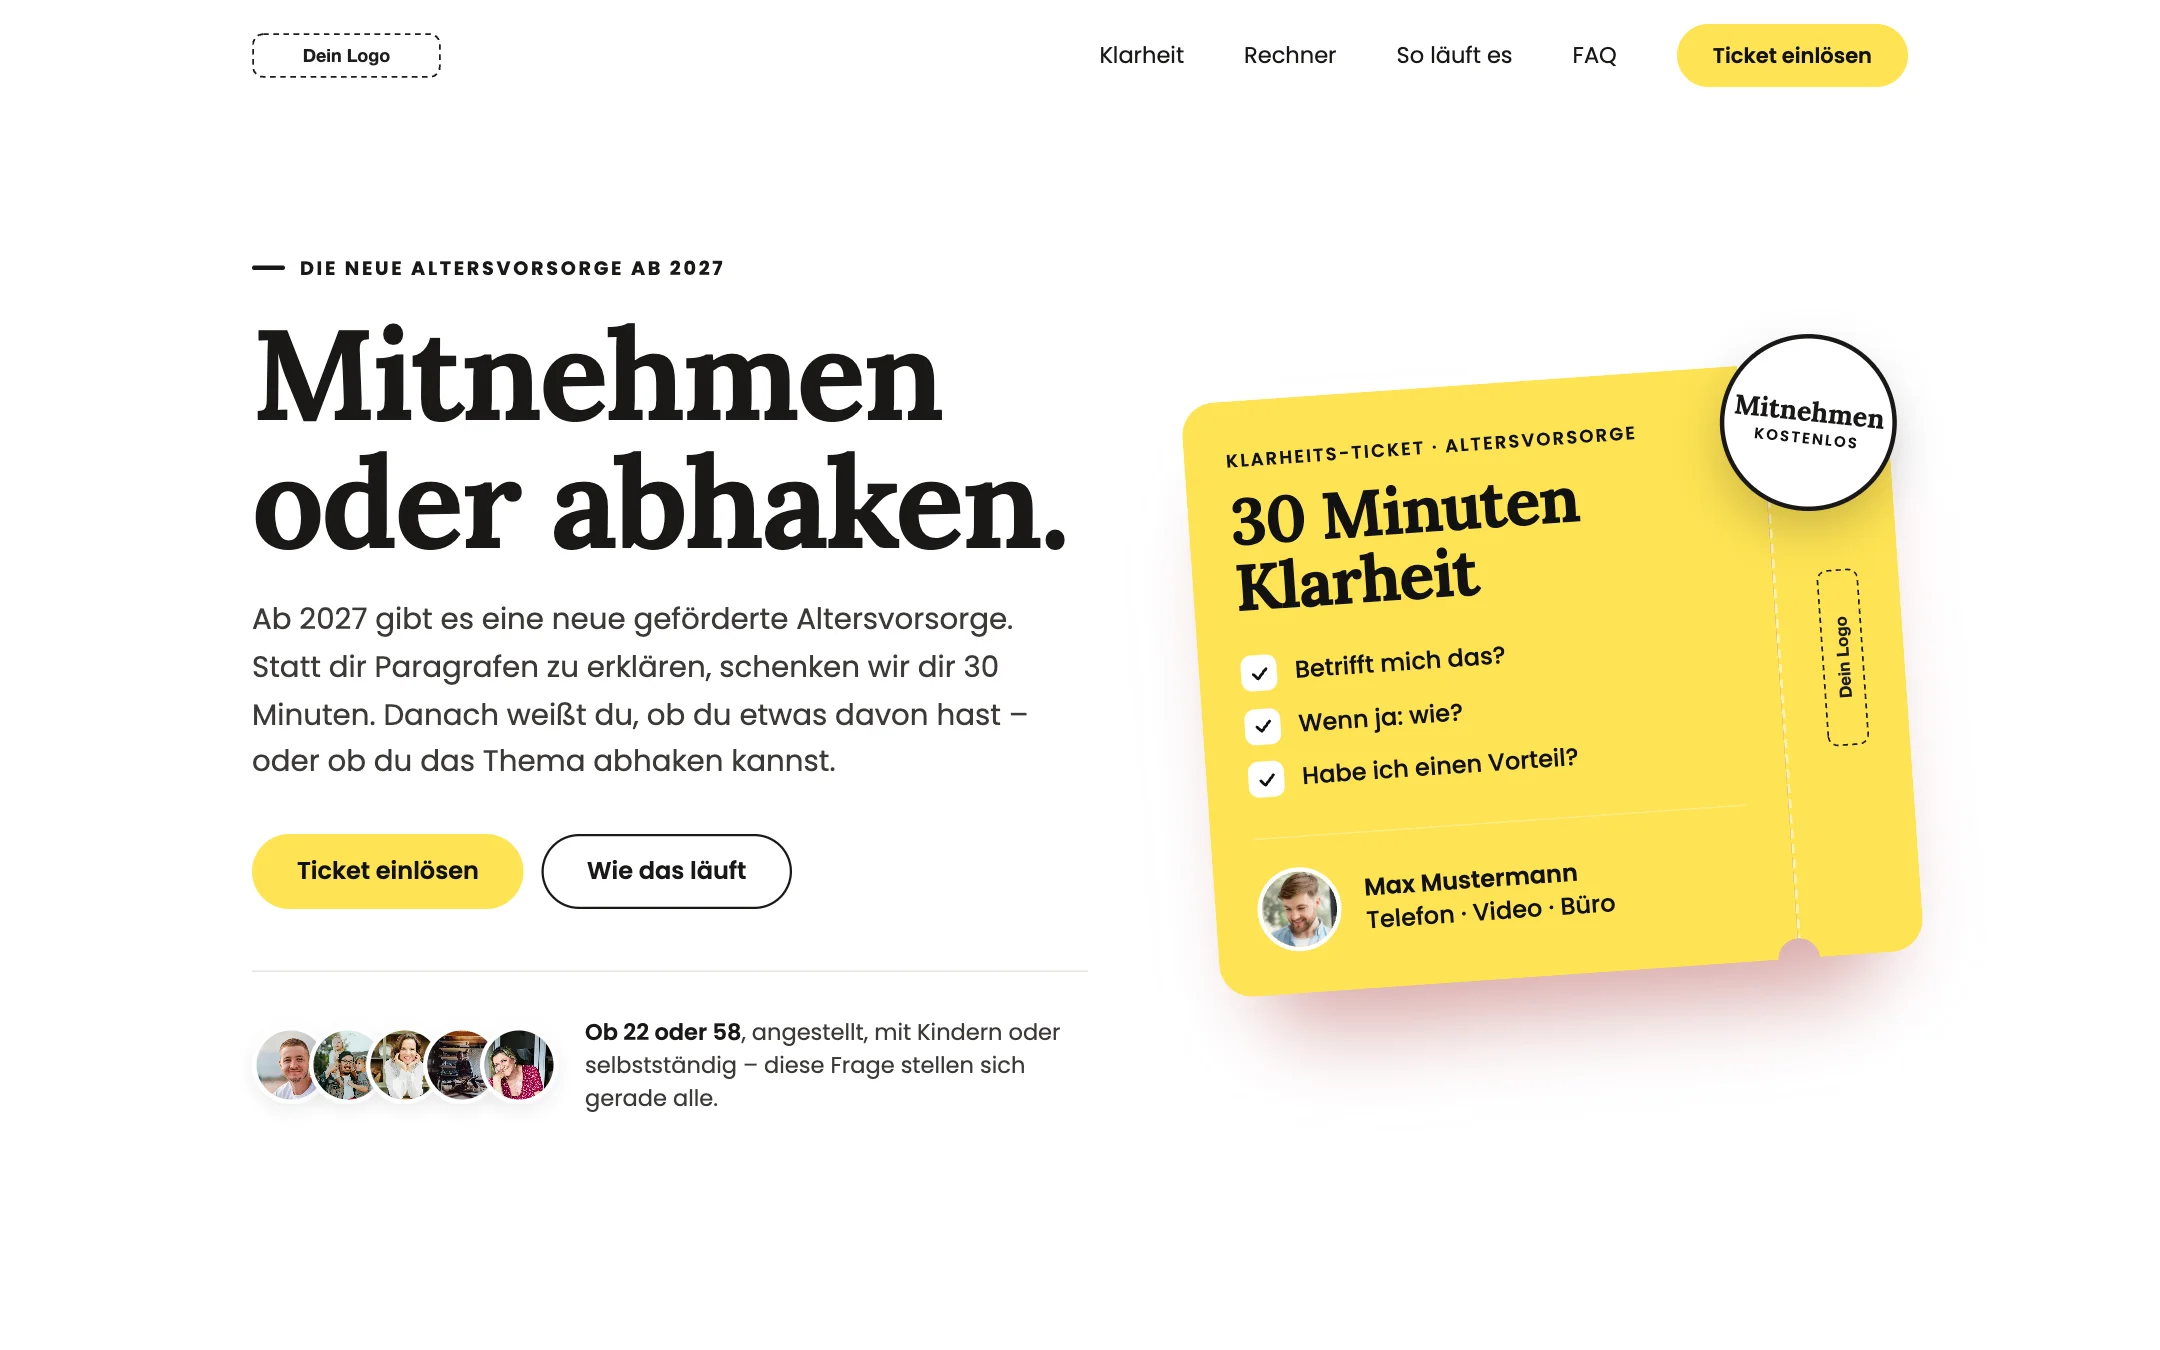 Dein Logo
Klarheit
Rechner
So läuft es
FAQ
Ticket einlösen
DIE NEUE ALTERSVORSORGE AB 2027
Mitnehmen
oder abhaken.
Ab 2027 gibt es eine neue geförderte Altersvorsorge.
Statt dir Paragrafen zu erklären, schenken wir dir 30
Minuten. Danach weißt du, ob du etwas davon hast –
oder ob du das Thema abhaken kannst.
Ticket einlösen
Wie das läuft
Ob 22 oder 58, angestellt, mit Kindern oder
selbstständig – diese Frage stellen sich
gerade alle.
Mitnehmen
KOSTENLOS
KLARHEITS-TICKET · ALTERSVORSORGE
30 Minuten
Klarheit
Betrifft mich das?
Wenn ja: wie?
Habe ich einen Vorteil?
Max Mustermann
Telefon · Video · Büro
Dein Logo